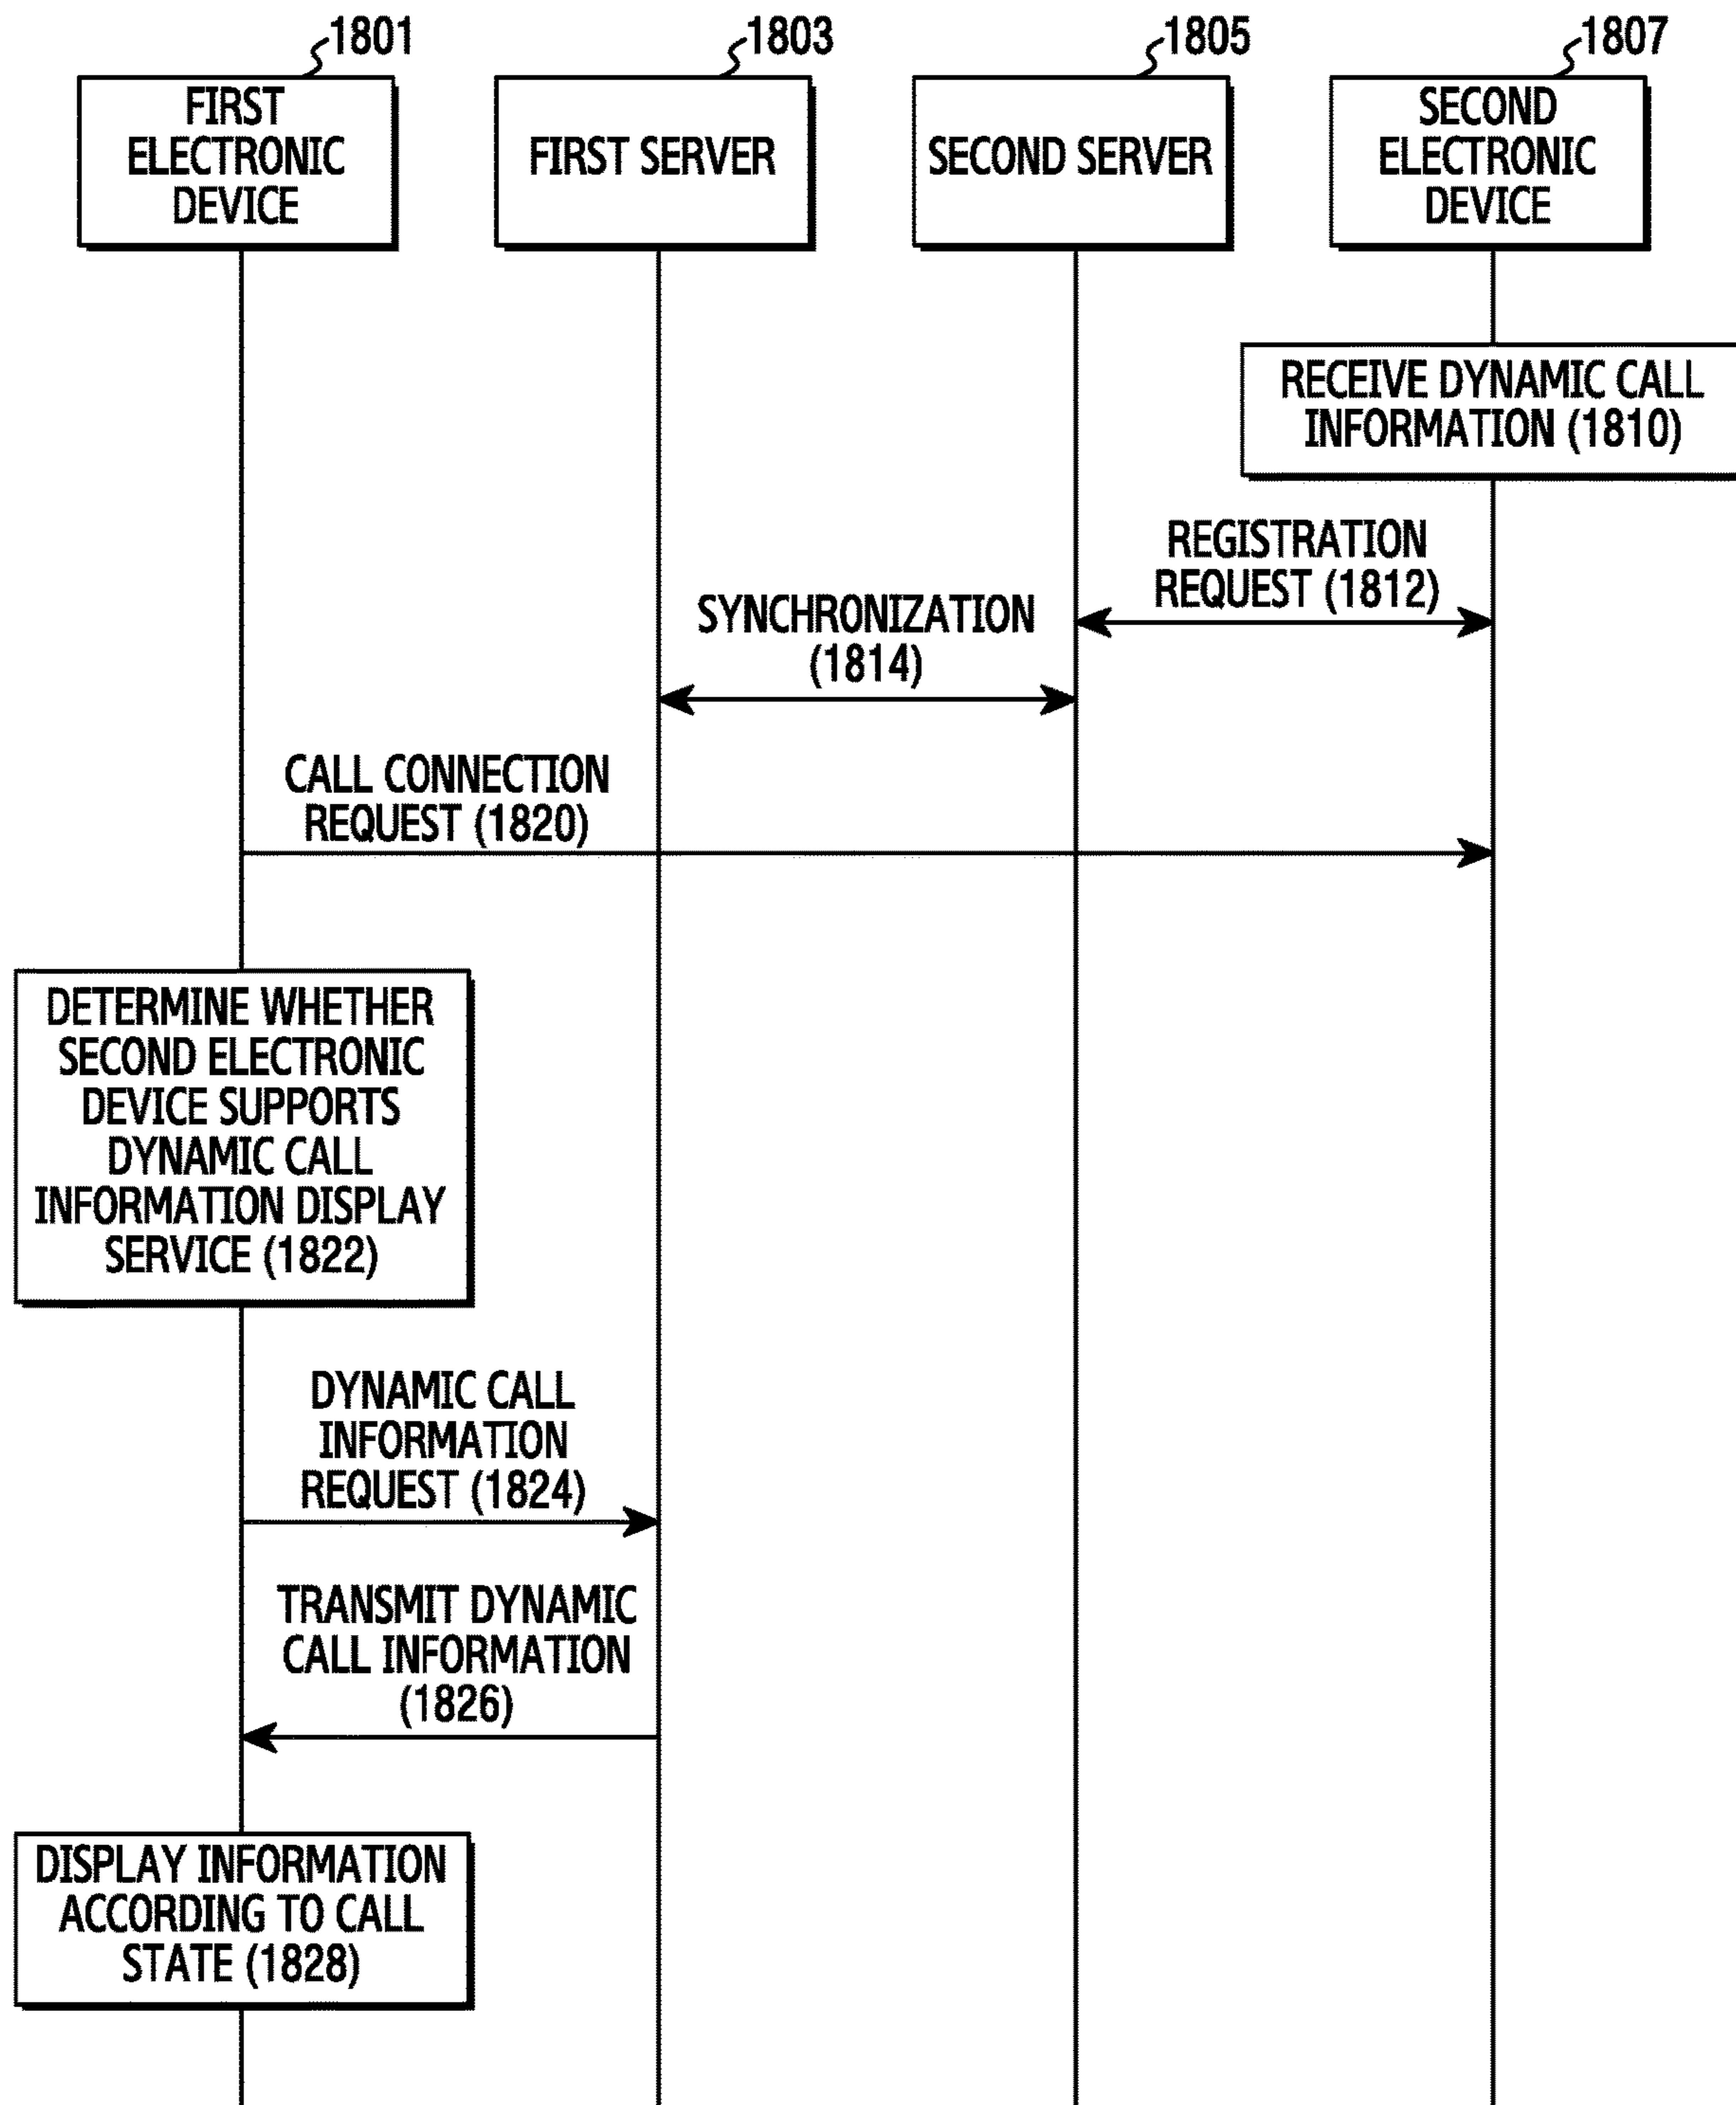 1801
1803
1805
1807
FIRST
ELECTRONIC
DEVICE
FIRST SERVER
SECOND SERVER
SECOND
ELECTRONIC
DEVICE
RECEIVE DYNAMIC CALL
INFORMATION (1810)
REGISTRATION
REQUEST (1812)
SYNCHRONIZATION
(1814)
CALL CONNECTION
REQUEST (1820)
DETERMINE WHETHER
SECOND ELECTRONIC
DEVICE SUPPORTS
DYNAMIC CALL
INFORMATION DISPLAY
SERVICE (1822)
DYNAMIC CALL
INFORMATION
REQUEST (1824)
TRANSMIT DYNAMIC
CALL INFORMATION
(1826)
DISPLAY INFORMATION
ACCORDING TO CALL
STATE (1828)